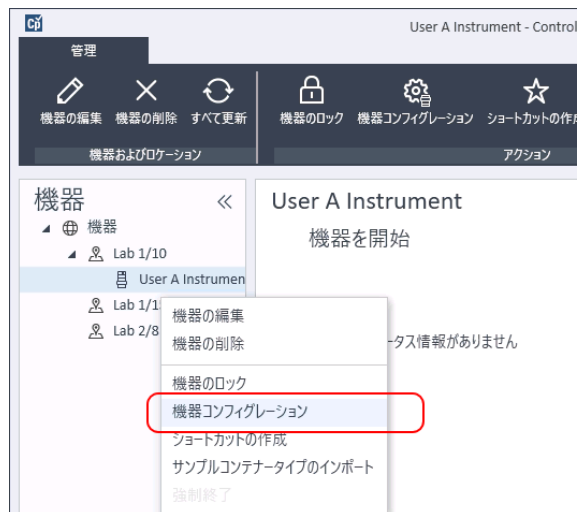 User A Instrument - Control
管理
機器の編集 機器の削除 すべて更新 機器のロック 機器コンフィグレーション ショートカットの作成
機器およびロケーション アクション
機器
機器
Lab 1/10
User A Instrumen
Lab 1/1
Lab 2/8
User A Instrument
機器を開始
ータス情報がありません
機器の編集
機器の削除
機器のロック
機器コンフィグレーション
ショートカットの作成
サンプルコンテナータイプのインポート
強制終了